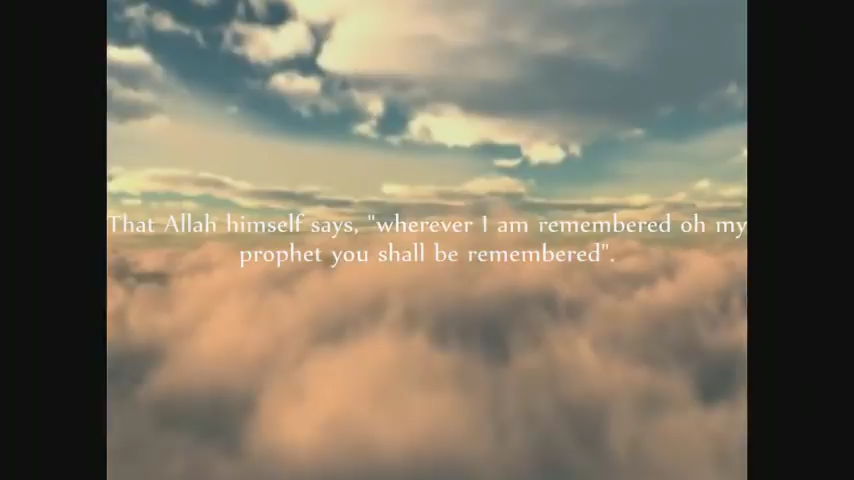 That Allah himself says, "wherever I am remembered oh my
prophet you shall be remembered".